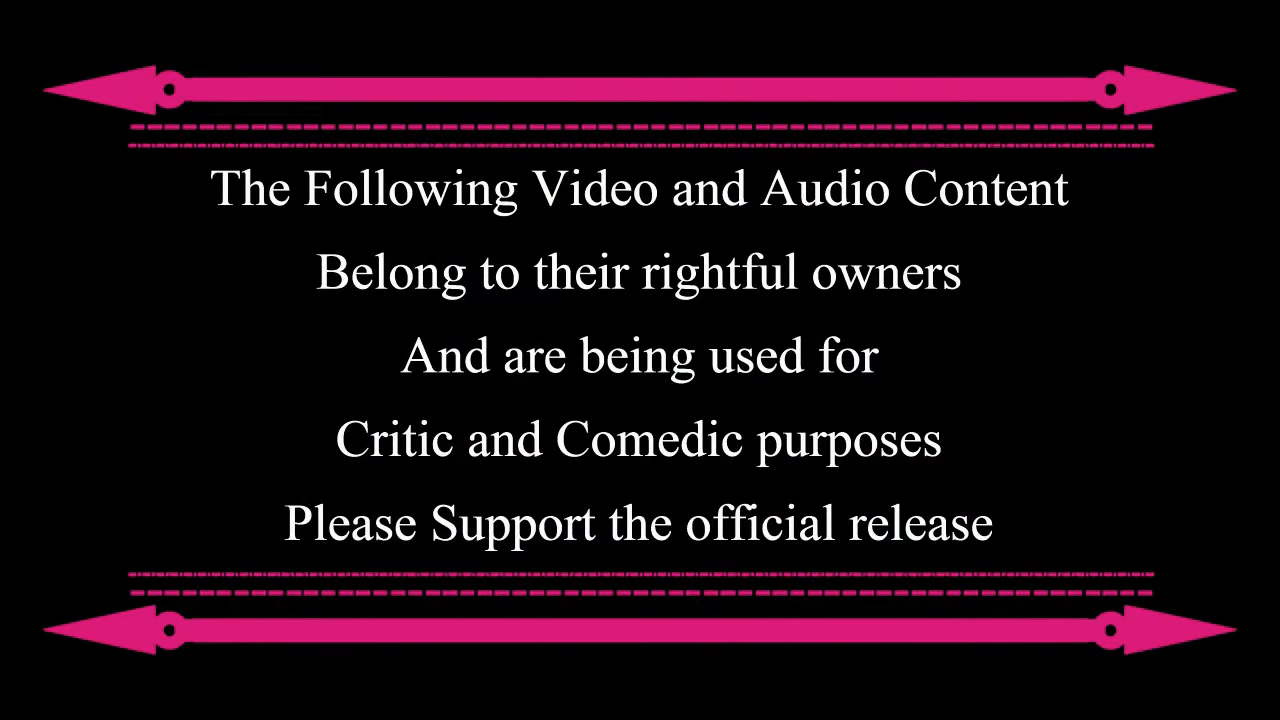 The Following Video and Audio Content
Belong to their rightful owners
And are being used for
Critic and Comedic purposes
Please Support the official release